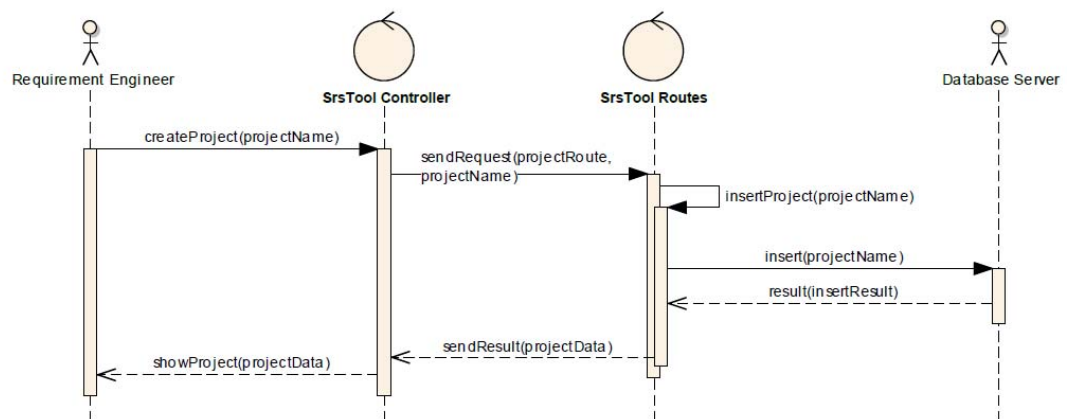 Requirement Engineer
SrsTool Controller
SrsTool Routes
Database Server
createProject(projectName)
sendRequest(projectRoute,
projectName)
insertProject(projectName)
insert(projectName)
result(insertResult)
sendResult(projectData)
showProject(projectData)